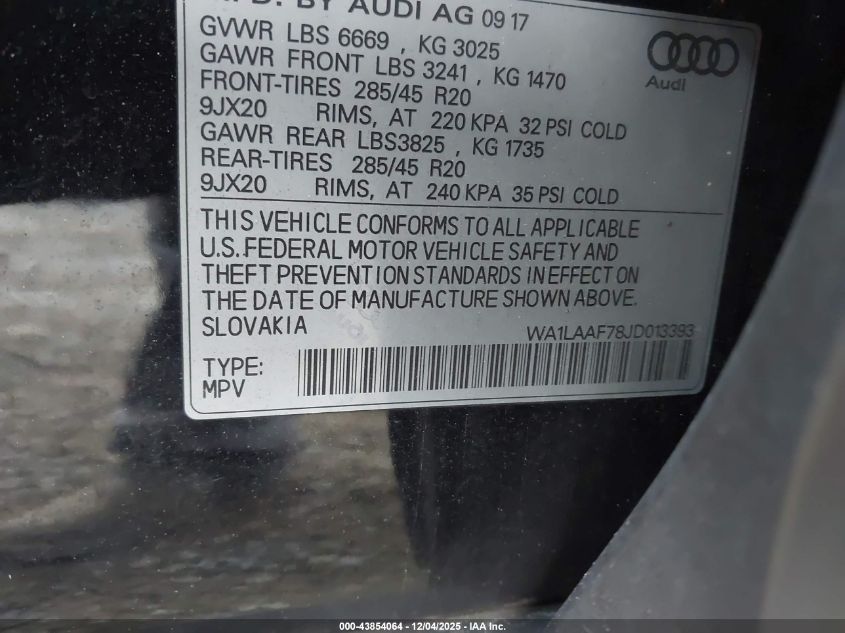 MFD. BY AUDI AG 09 17
GVWR LBS 6669 , KG 3025
GAWR FRONT LBS 3241 , KG 1470
FRONT-TIRES 285/45 R20
9JX20 RIMS, AT 220 KPA 32 PSI COLD
GAWR REAR LBS3825 , KG 1735
REAR-TIRES 285/45 R20
9JX20 RIMS, AT 240 KPA 35 PSI COLD
Audi
THIS VEHICLE CONFORMS TO ALL APPLICABLE
U.S. FEDERAL MOTOR VEHICLE SAFETY AND
THEFT PREVENTION STANDARDS IN EFFECT ON
THE DATE OF MANUFACTURE SHOWN ABOVE.
SLOVAKIA WA1LAAF78JD013393
TYPE:
MPV
000-43854064 - 12/04/2025 - IAA Inc.